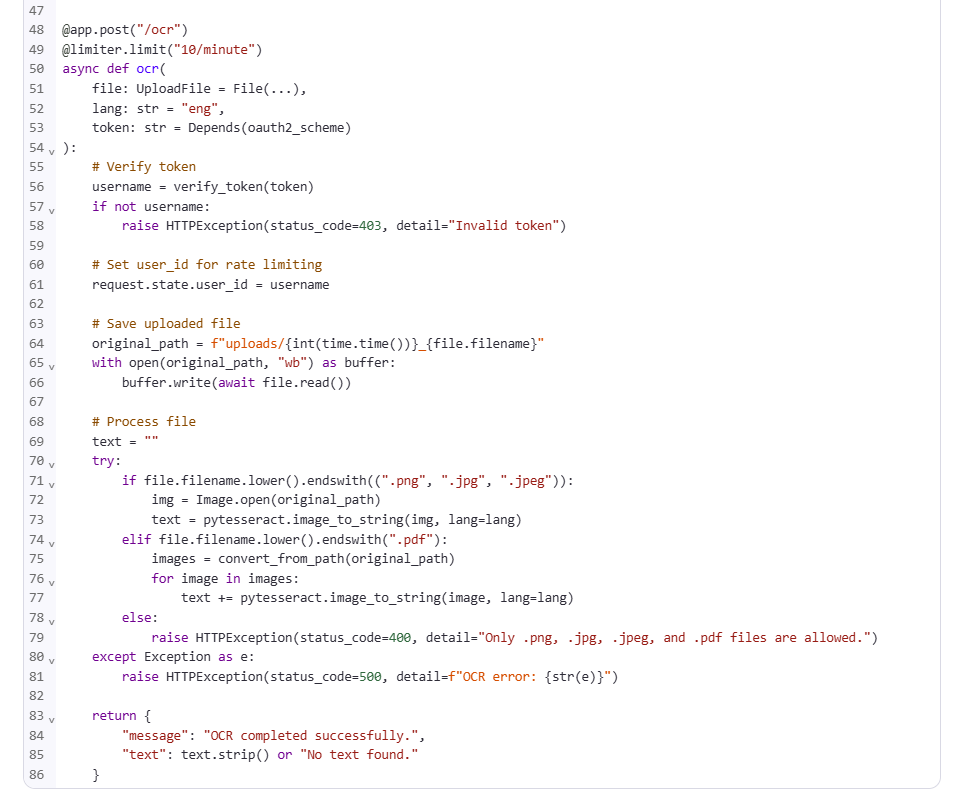 47
48 @app.post("/ocr")
49 @limiter.limit("10/minute")
50 async def ocr(
51     file: UploadFile = File(...),
52     lang: str = "eng",
53     token: str = Depends(oauth2_scheme)
54 ):
55     # Verify token
56     username = verify_token(token)
57     if not username:
58         raise HTTPException(status_code=403, detail="Invalid token")
59
60     # Set user_id for rate limiting
61     request.state.user_id = username
62
63     # Save uploaded file
64     original_path = f"uploads/{int(time.time())}_{file.filename}"
65     with open(original_path, "wb") as buffer:
66         buffer.write(await file.read())
67
68     # Process file
69     text = ""
70     try:
71         if file.filename.lower().endswith((".png", ".jpg", ".jpeg")):
72             img = Image.open(original_path)
73             text = pytesseract.image_to_string(img, lang=lang)
74         elif file.filename.lower().endswith(".pdf"):
75             images = convert_from_path(original_path)
76             for image in images:
77                 text += pytesseract.image_to_string(image, lang=lang)
78         else:
79             raise HTTPException(status_code=400, detail="Only .png, .jpg, .jpeg, and .pdf files are allowed.")
80     except Exception as e:
81         raise HTTPException(status_code=500, detail=f"OCR error: {str(e)}")
82
83     return {
84         "message": "OCR completed successfully.",
85         "text": text.strip() or "No text found."
86     }